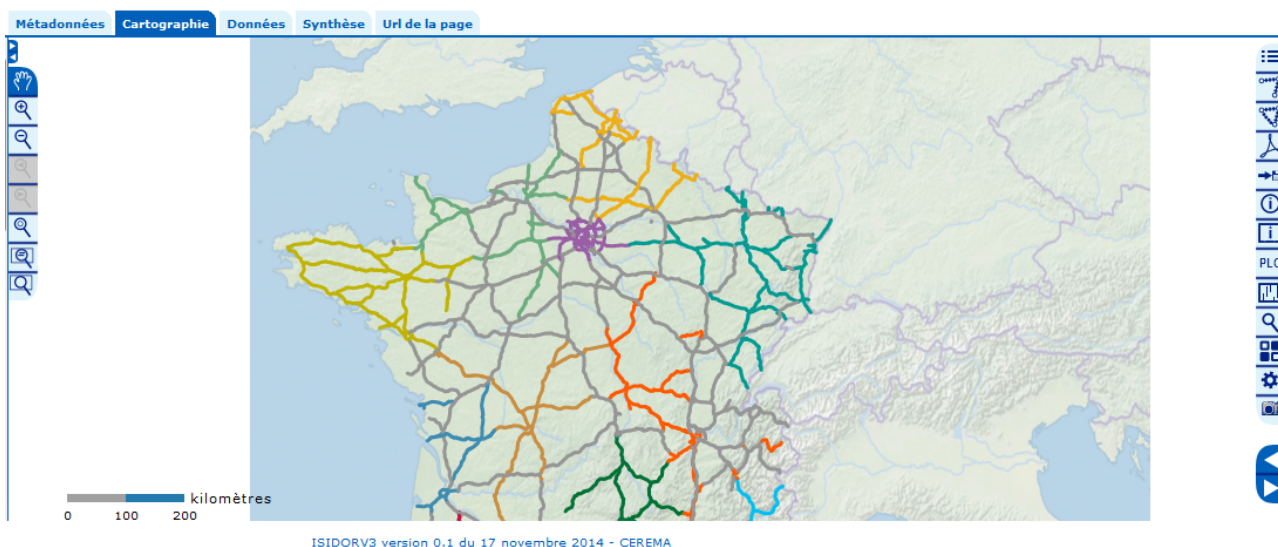 Métadonnées Cartographie Données Synthèse Url de la page
PLO
kilomètres
0 100 200
ISIDORV3 version 0.1 du 17 novembre 2014 - CEREMA